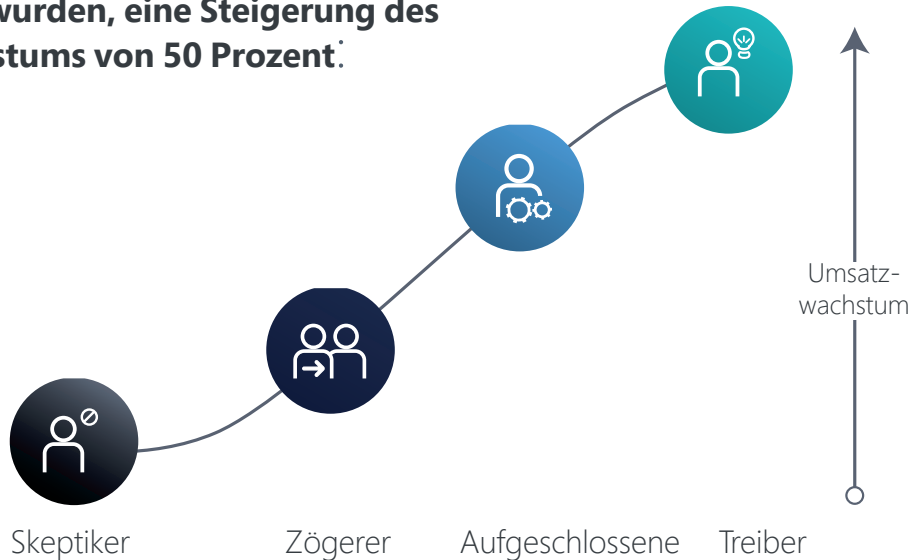 wurden, eine Steigerung des
stums von 50 Prozent:
Umsatz-
wachstum
Skeptiker
Zögerer
Aufgeschlossene
Treiber